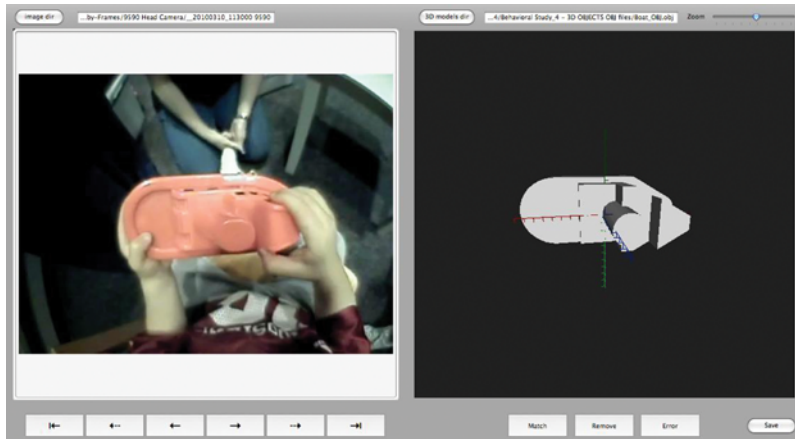 image dir ...by-Frames/9590 Head Camera/__20100310_113000 9590 3D models dir ...4/Behavioral Study_4 - 3D OBJECTS OBJ files/Boat_OBJ.obj Zoom
Match Remove Error Save